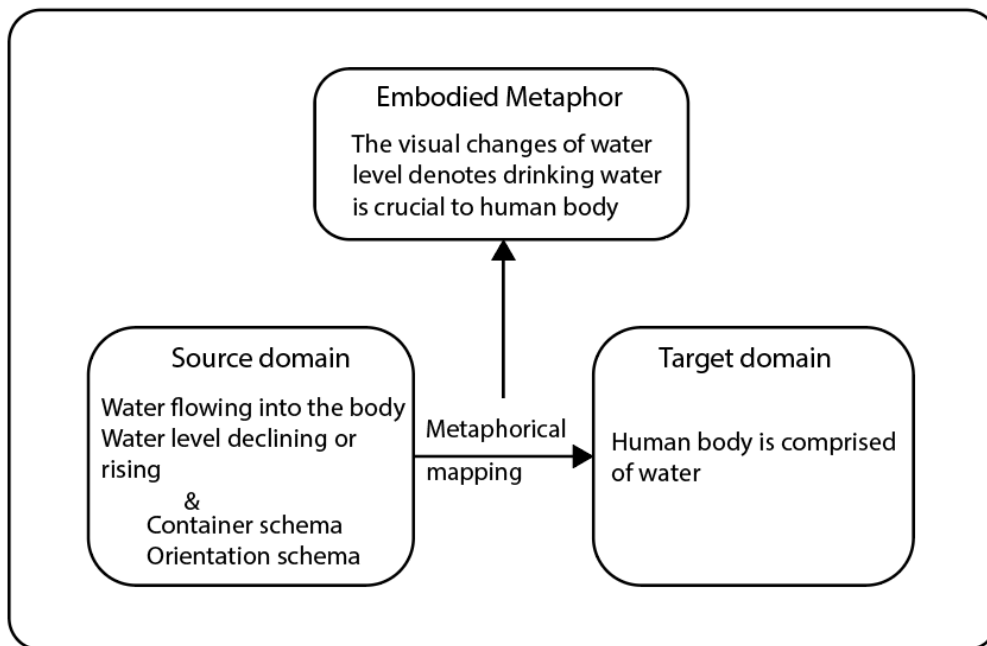 Embodied Metaphor
The visual changes of water
level denotes drinking water
is crucial to human body
Source domain
Water flowing into the body
Water level declining or
rising
&
Container schema
Orientation schema
Metaphorical
mapping
Target domain
Human body is comprised
of water